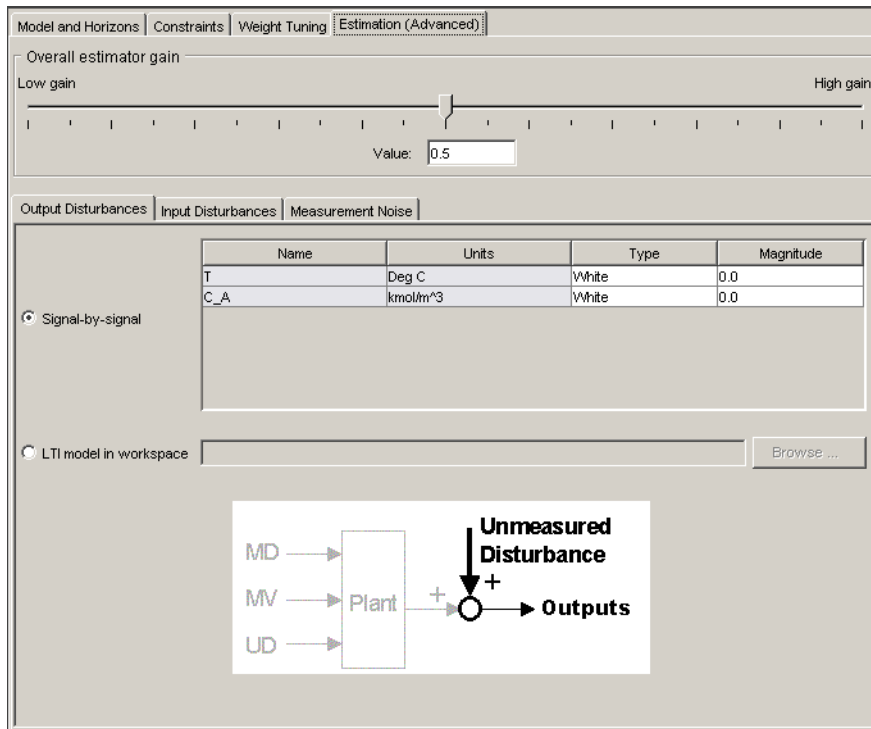 Model and Horizons Constraints Weight Tuning Estimation (Advanced)
Overall estimator gain
Low gain High gain
Value: 0.5
Output Disturbances Input Disturbances Measurement Noise
Name Units Type Magnitude
T Deg C White 0.0
C_A kmol/m^3 White 0.0
Signal-by-signal
LTI model in workspace Browse ...
Unmeasured
Disturbance
MD
+
MV Plant + Outputs
UD